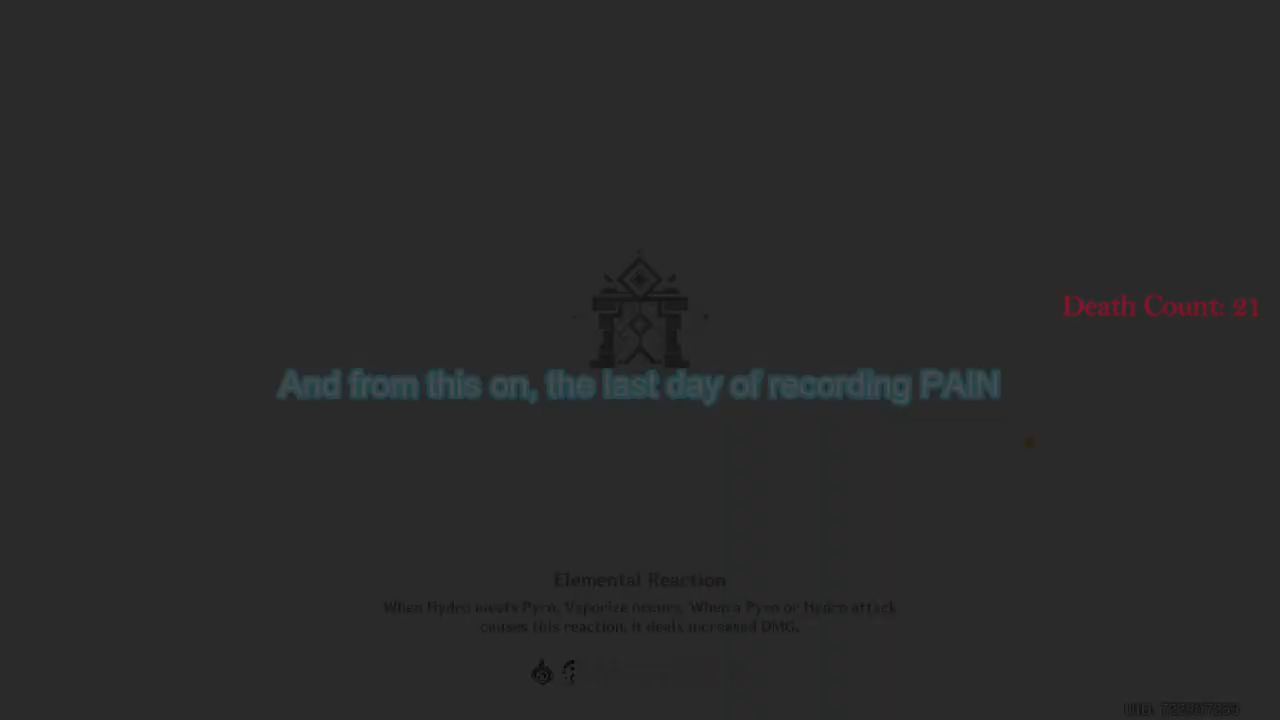 Death Count: 21
And from this on, the last day of recording PAIN
Elemental Reaction
When Hydro meets Pyro, Vaporize occurs. When a Pyro or Hydro attack
causes this reaction, it deals increased DMG.
UID: